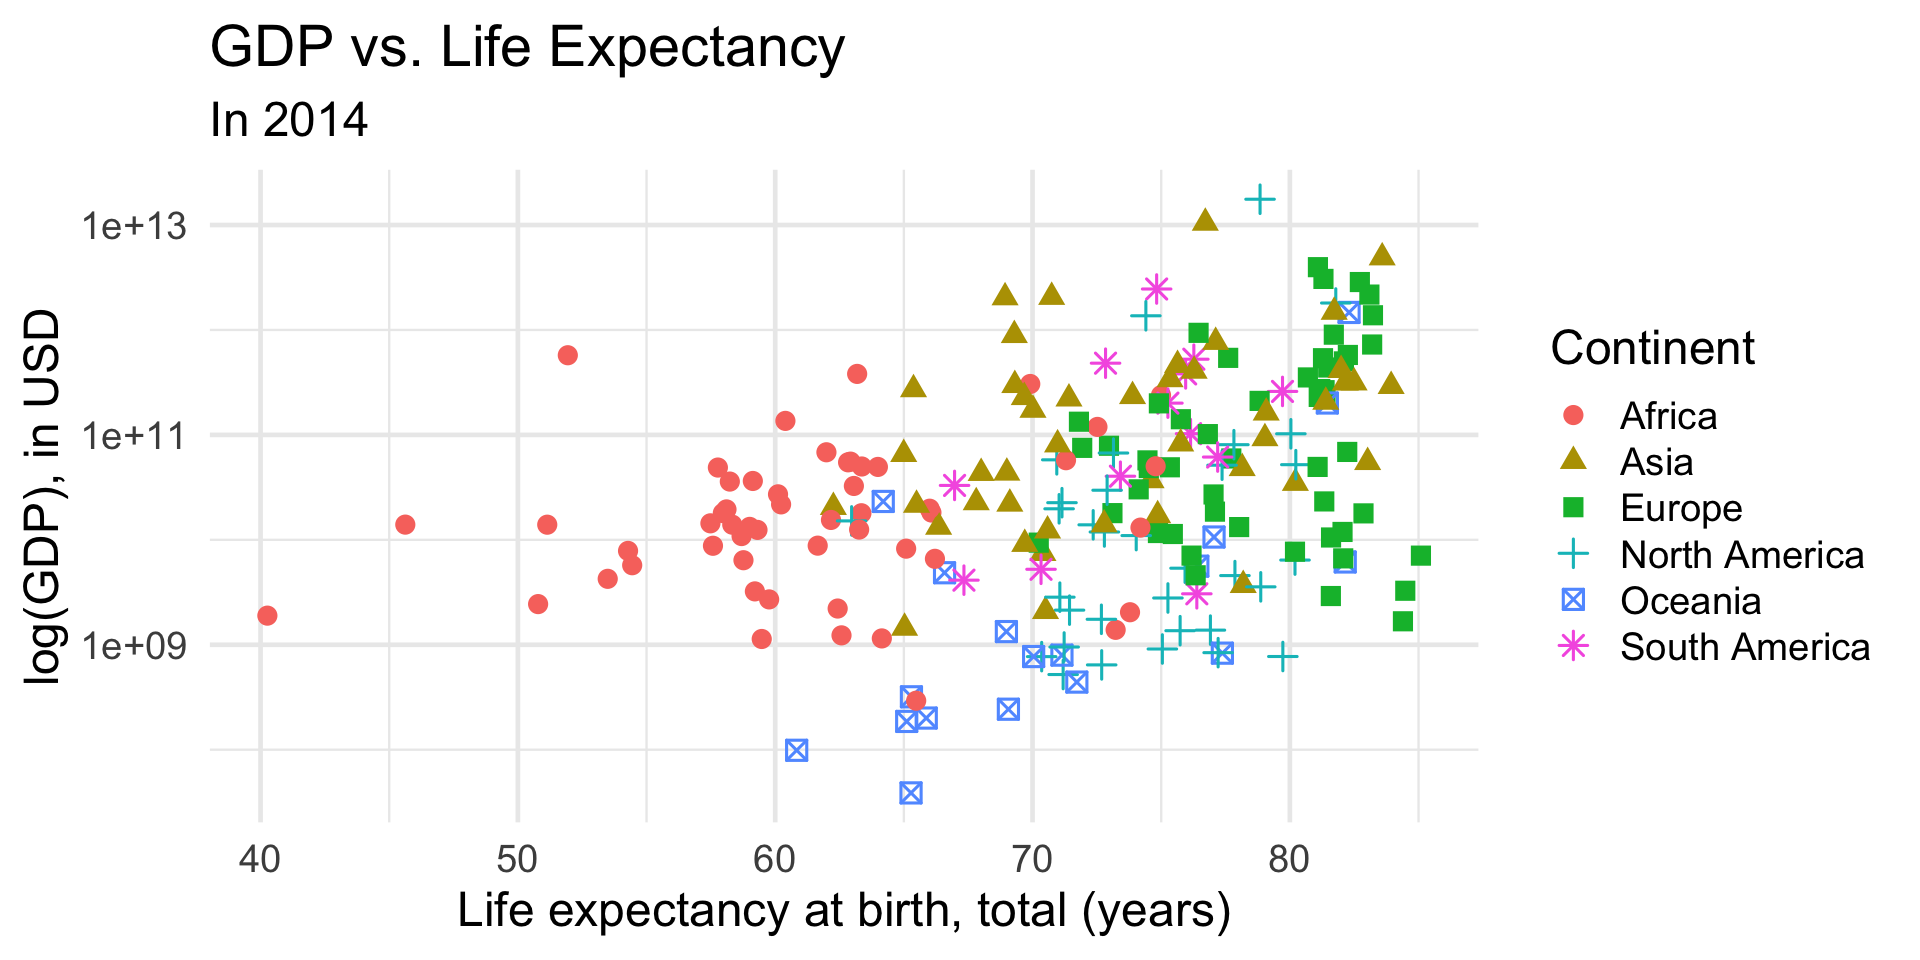 GDP vs. Life Expectancy
In 2014
log(GDP), in USD
1e+13
1e+11
1e+09
40 50 60 70 80
Life expectancy at birth, total (years)
Continent
Africa
Asia
Europe
North America
Oceania
South America